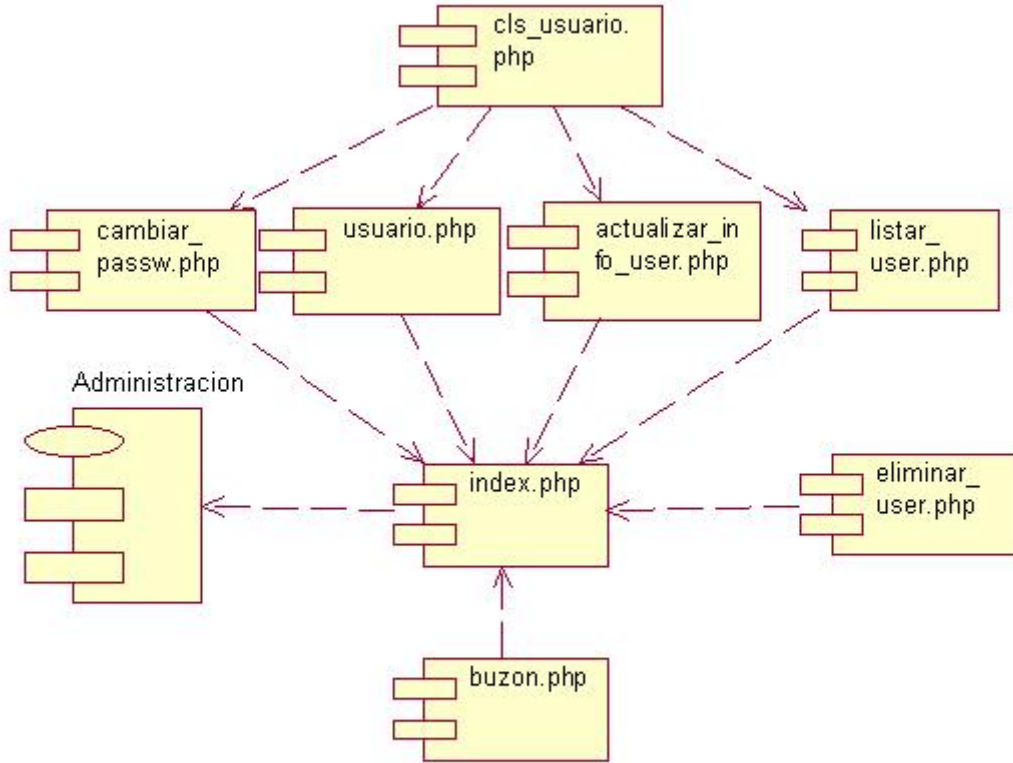 cls_usuario.
php
cambiar_
passw.php
usuario.php
actualizar_in
fo_user.php
listar_
user.php
Administracion
index.php
eliminar_
user.php
buzon.php